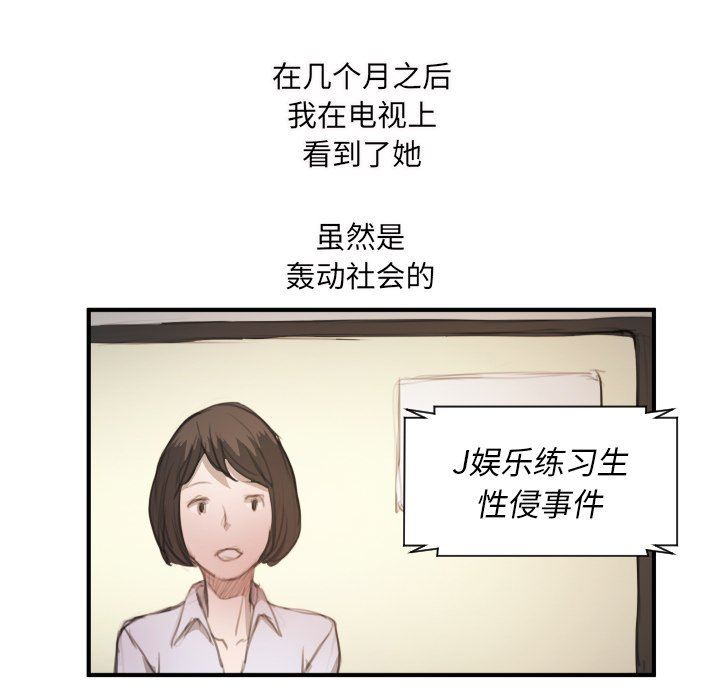 在几个月之后
我在电视上
看到了她
虽然是
轰动社会的
J娱乐练习生
性侵事件